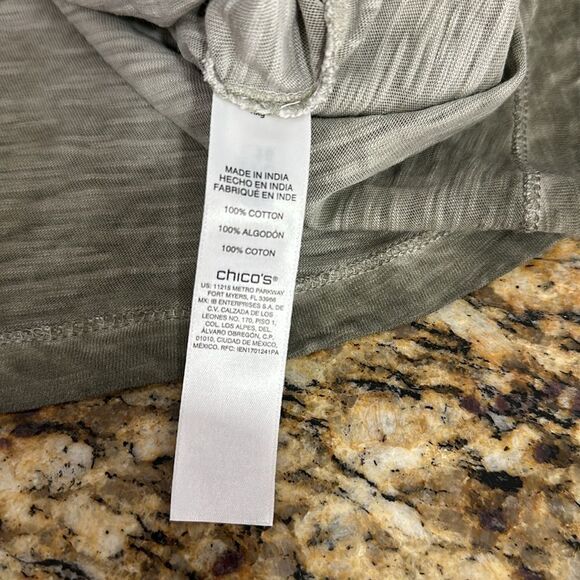 MADE IN INDIA
HECHO EN INDIA
FABRIQUÉ EN INDE
100% COTTON
100% ALGODÓN
100% COTON
chico's®
US: 11215 METRO PARKWAY
FORT MYERS, FL 33966
MX: IB ENTERPRISES S.A. DE
C.V. CALZADA DE LOS
LEONES NO. 170, PISO 1,
COL. LOS ALPES, DEL.
ÁLVARO OBREGÓN, C.P.
01010, CIUDAD DE MÉXICO,
MÉXICO. RFC: IEN1701241PA